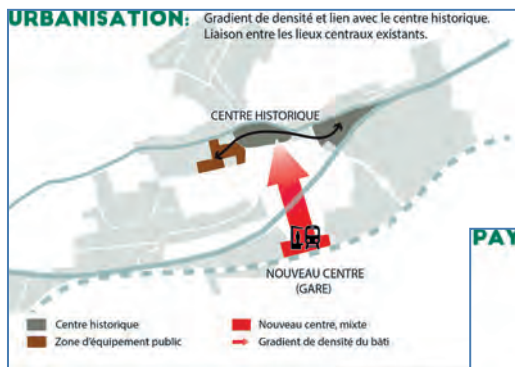 URBANISATION: Gradient de densité et lien avec le centre historique.
Liaison entre les lieux centraux existants.
CENTRE HISTORIQUE
PAY
NOUVEAU CENTRE
(GARE)
Centre historique
Nouveau centre, mixte
Zone d'équipement public
Gradient de densité du bâti